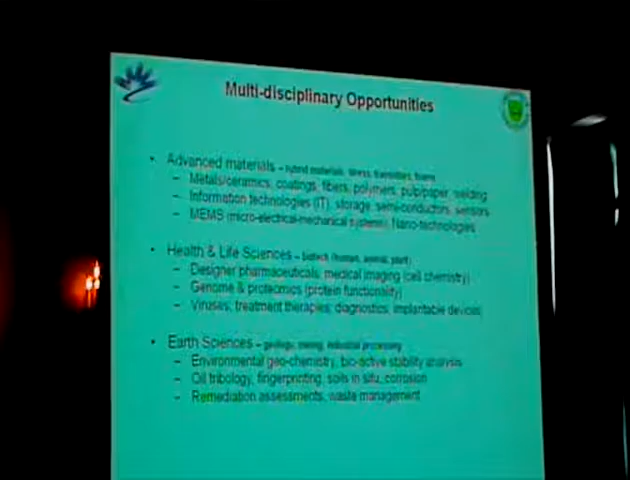 Multi-disciplinary Opportunities
• Advanced materials – hybrid materials, stress, transition, foams
– Metals/ceramics, coatings, fibers, polymers, pulp/paper, welding
– Information technologies (IT), storage, semi-conductors, sensors
– MEMS (micro-electrical-mechanical systems), Nano-technologies
• Health & Life Sciences – biotech (human, animal, plant)
– Designer pharmaceuticals, medical imaging (cell chemistry)
– Genome & proteomics (protein functionality)
– Viruses, treatment therapies, diagnostics, implantable devices
• Earth Sciences – geology, mining, industrial processing
– Environmental geo-chemistry, bio-active stability analysis
– Oil tribology, fingerprinting, soils in situ, corrosion
– Remediation assessments, waste management